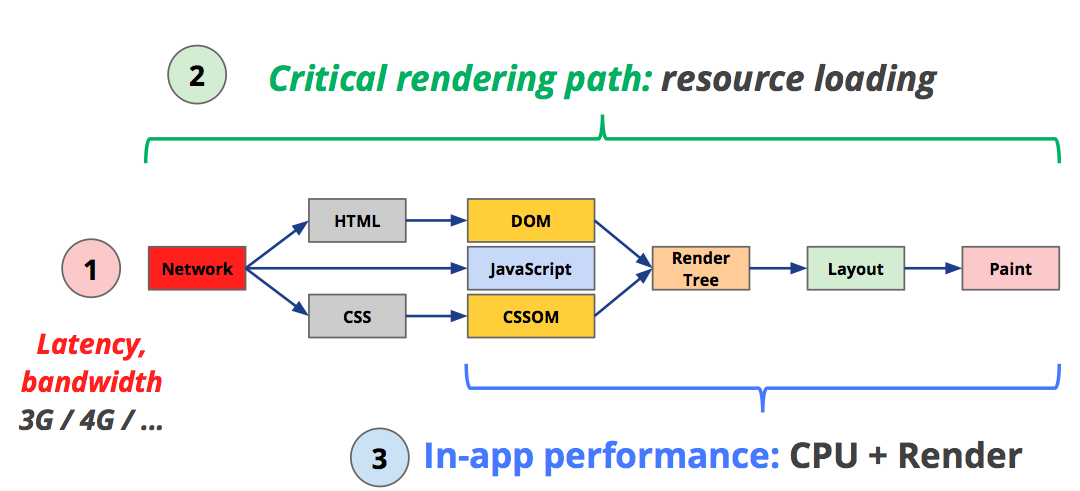 2
Critical rendering path: resource loading
HTML
DOM
1
Network
JavaScript
Render
Tree
Layout
Paint
CSS
CSSOM
Latency,
bandwidth
3G / 4G / ...
3
In-app performance: CPU + Render